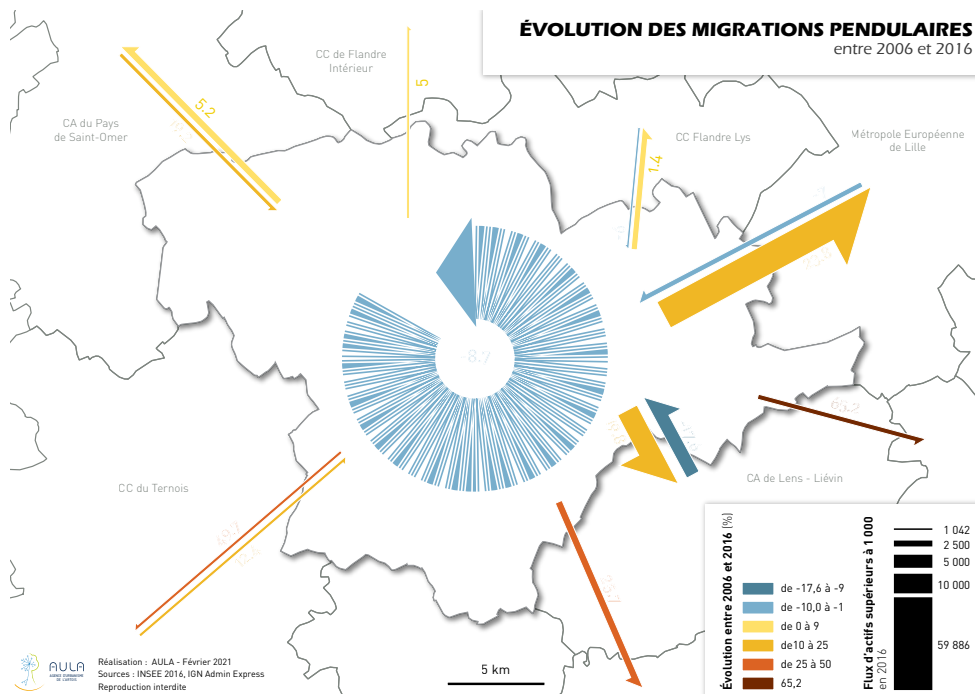 ÉVOLUTION DES MIGRATIONS PENDULAIRES
entre 2006 et 2016
CC de Flandre
Intérieur
CA du Pays
de Saint-Omer
CC Flandre Lys
Métropole Européenne
de Lille
5.2
5
1.4
-8.7
65.2
CA de Lens - Liévin
CC du Ternois
Évolution entre 2006 et 2016 (%)
de -17,6 à -9
de -10,0 à -1
de 0 à 9
de10 à 25
de 25 à 50
65,2
Flux d'actifs supérieurs à 1 000
en 2016
1 042
2 500
5 000
10 000
59 886
5 km
AULA
AGENCE D'URBANISME
DE L'ARTOIS
Réalisation : AULA - Février 2021
Sources : INSEE 2016, IGN Admin Express
Reproduction interdite